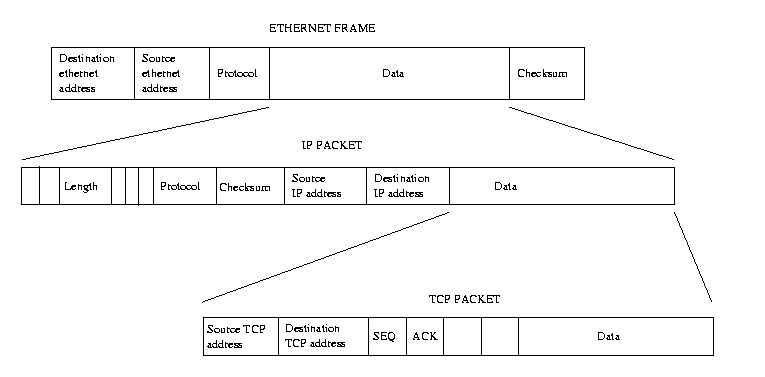 ETHERNET FRAME
Destination
ethernet
address
Source
ethernet
address
Protocol
Data
Checksum
IP PACKET
Length
Protocol
Checksum
Source
IP address
Destination
IP address
Data
TCP PACKET
Source TCP
address
Destination
TCP address
SEQ
ACK
Data